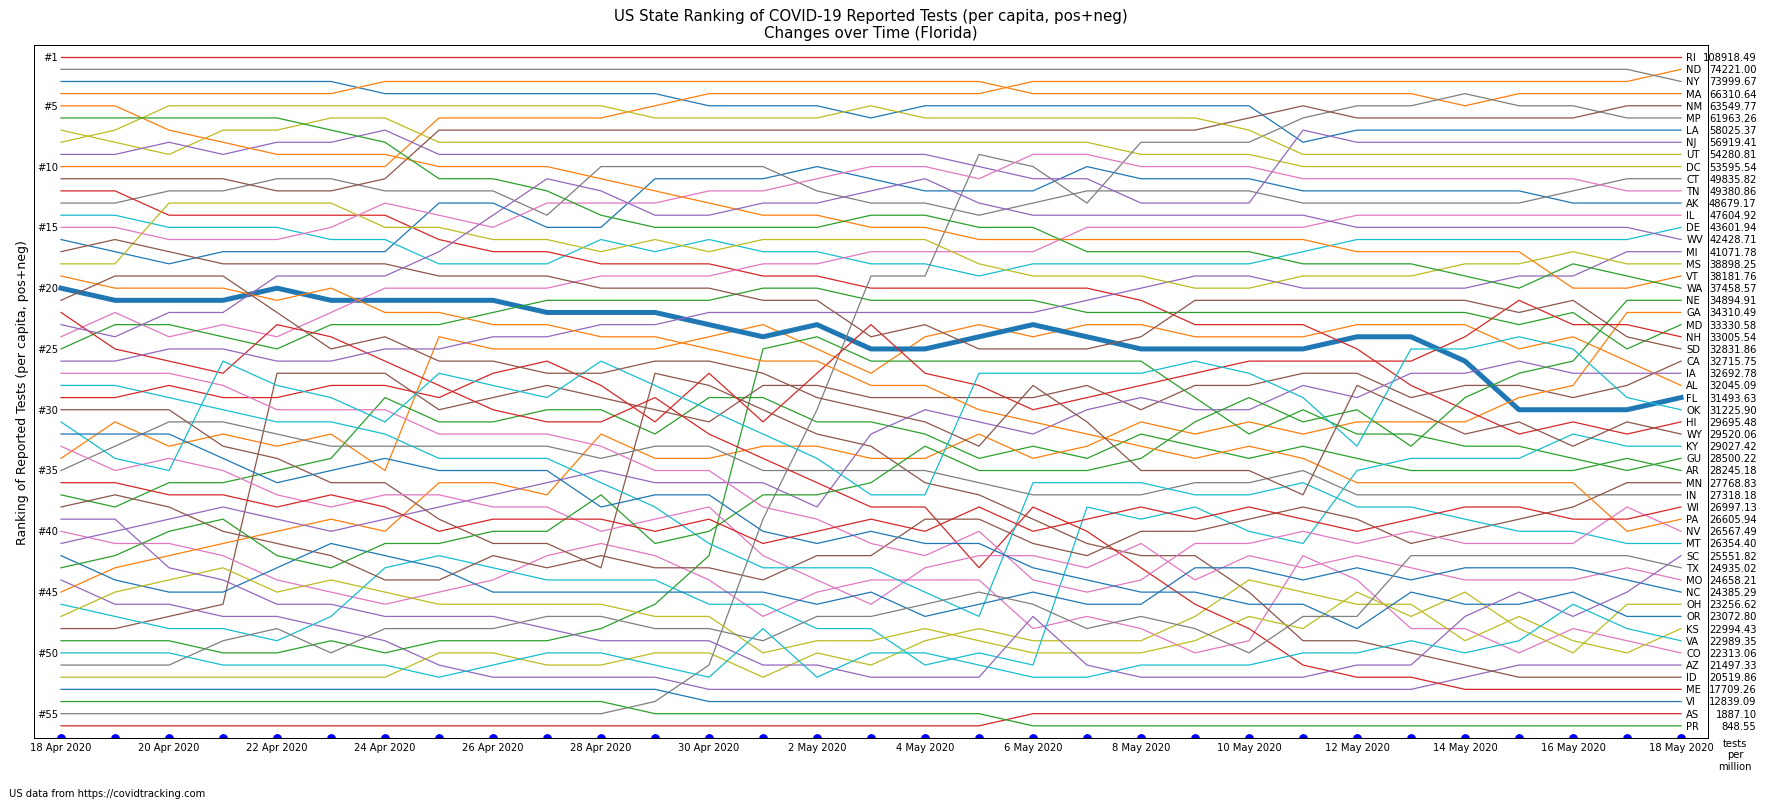 US State Ranking of COVID-19 Reported Tests (per capita, pos+neg)
Changes over Time (Florida)
Ranking of Reported Tests (per capita, pos+neg)
#1
#5
#10
#15
#20
#25
#30
#35
#40
#45
#50
#55
RI 108918.49
ND 74221.00
NY 73999.67
MA 66310.64
NM 63549.77
MP 61963.26
LA 58025.37
NJ 56919.41
UT 54280.81
DC 53595.54
CT 49835.82
TN 49380.86
AK 48679.17
IL 47604.92
DE 43601.94
WV 42428.71
MI 41071.78
MS 38898.25
VT 38181.76
WA 37458.57
NE 34894.91
GA 34310.49
MD 33330.58
NH 33005.54
SD 32831.86
CA 32715.75
IA 32692.78
AL 32045.09
FL 31493.63
OK 31225.90
HI 29695.48
WY 29520.06
KY 29027.42
GU 28500.22
AR 28245.18
MN 27768.83
IN 27318.18
WI 26997.13
PA 26605.94
NV 26567.49
MT 26354.40
SC 25551.82
TX 24935.02
MO 24658.21
NC 24385.29
OH 23256.62
OR 23072.80
KS 22994.43
VA 22989.35
CO 22313.06
AZ 21497.33
ID 20519.86
ME 17709.26
VI 12839.09
AS 1887.10
PR 848.55
18 Apr 2020 20 Apr 2020 22 Apr 2020 24 Apr 2020 26 Apr 2020 28 Apr 2020 30 Apr 2020 2 May 2020 4 May 2020 6 May 2020 8 May 2020 10 May 2020 12 May 2020 14 May 2020 16 May 2020 18 May 2020
tests
per
million
US data from https://covidtracking.com